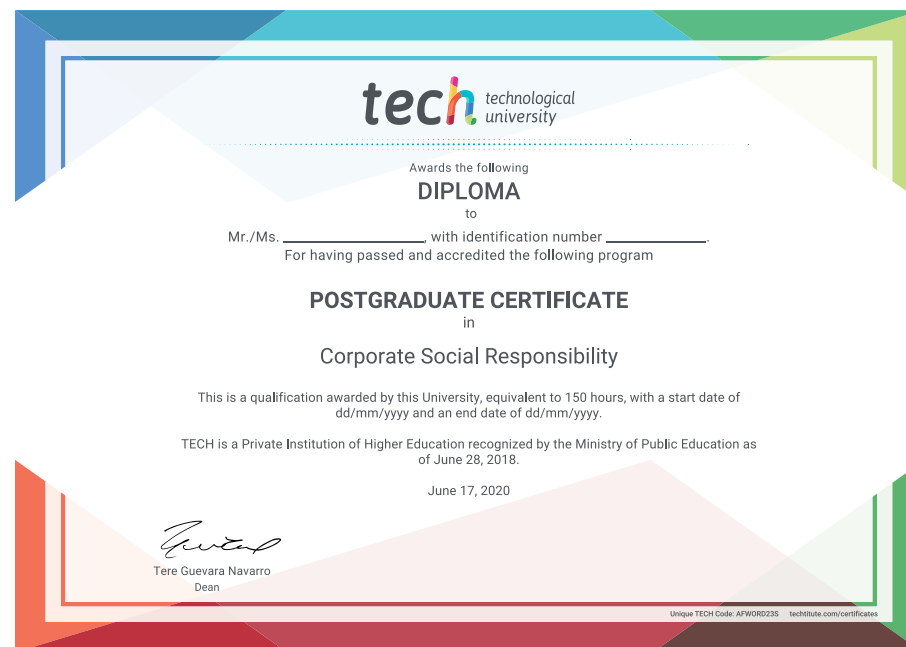 tech technological
university
Awards the following
DIPLOMA
to
Mr./Ms. ____________________, with identification number ______________.
For having passed and accredited the following program
POSTGRADUATE CERTIFICATE
in
Corporate Social Responsibility
This is a qualification awarded by this University, equivalent to 150 hours, with a start date of
dd/mm/yyyy and an end date of dd/mm/yyyy.
TECH is a Private Institution of Higher Education recognized by the Ministry of Public Education as
of June 28, 2018.
June 17, 2020
Tere Guevara Navarro
Dean
Unique TECH Code: AFWORD23S techtitute.com/certificates